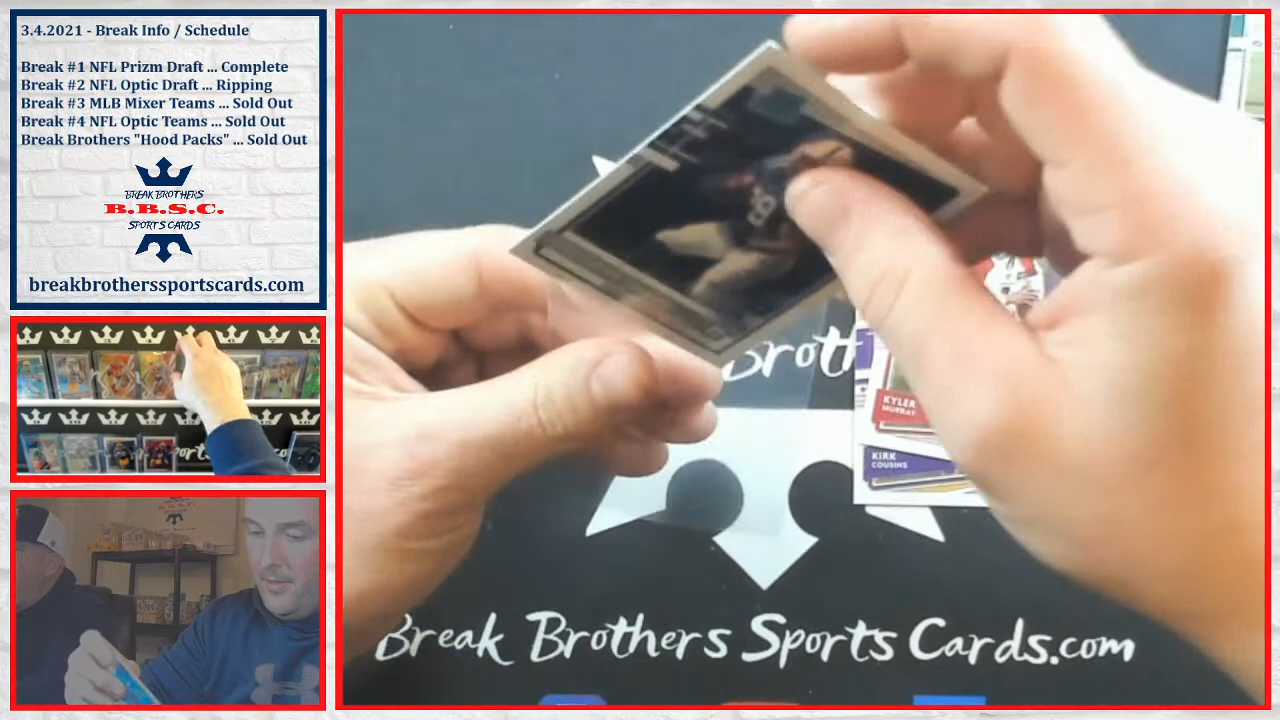 3.4.2021 - Break Info / Schedule
Break #1 NFL Prizm Draft ... Complete
Break #2 NFL Optic Draft ... Ripping
Break #3 MLB Mixer Teams ... Sold Out
Break #4 NFL Optic Teams ... Sold Out
Break Brothers "Hood Packs" ... Sold Out
BREAK BROTHERS
B.B.S.C.
SPORTS CARDS
breakbrotherssportscards.com
Broth
KYLER
MURRAY
KIRK
COUSINS
Break Brothers Sports Cards.com